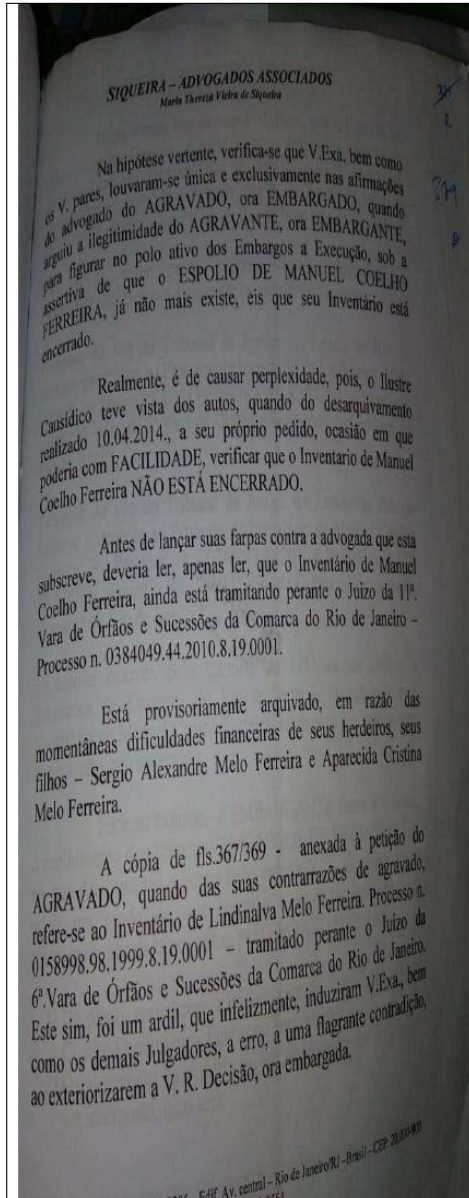 SIQUEIRA – ADVOGADOS ASSOCIADOS
Maria Thereza Vieira de Siqueira
379
Na hipótese vertente, verifica-se que V.Exa, bem como
os V. pares, louvaram-se única e exclusivamente nas afirmações
do advogado do AGRAVADO, ora EMBARGADO, quando
arguiu a ilegitimidade do AGRAVANTE, ora EMBARGANTE,
para figurar no polo ativo dos Embargos a Execução, sob a
assertiva de que o ESPOLIO DE MANUEL COELHO
FERREIRA, já não mais existe, eis que seu Inventário está
encerrado.
Realmente, é de causar perplexidade, pois, o Ilustre
Causídico teve vista dos autos, quando do desarquivamento
realizado 10.04.2014., a seu próprio pedido, ocasião em que
poderia com FACILIDADE, verificar que o Inventario de Manuel
Coelho Ferreira NÃO ESTÁ ENCERRADO.
Antes de lançar suas farpas contra a advogada que esta
subscreve, deveria ler, apenas ler, que o Inventário de Manuel
Coelho Ferreira, ainda está tramitando perante o Juizo da 11ª.
Vara de Órfãos e Sucessões da Comarca do Rio de Janeiro –
Processo n. 0384049.44.2010.8.19.0001.
Está provisoriamente arquivado, em razão das
momentâneas dificuldades financeiras de seus herdeiros, seus
filhos – Sergio Alexandre Melo Ferreira e Aparecida Cristina
Melo Ferreira.
A cópia de fls.367/369 - anexada à petição do
AGRAVADO, quando das suas contrarrazões de agravado,
refere-se ao Inventário de Lindinalva Melo Ferreira. Processo n.
0158998.98.1999.8.19.0001 – tramitado perante o Juizo da
6ª.Vara de Órfãos e Sucessões da Comarca do Rio de Janeiro.
Este sim, foi um ardil, que infelizmente, induziram V.Exa, bem
como os demais Julgadores, a erro, a uma flagrante contradição,
ao exteriorizarem a V. R. Decisão, ora embargada.
Edif. Av. central – Rio de Janeiro/RJ – Brasil – CEP.